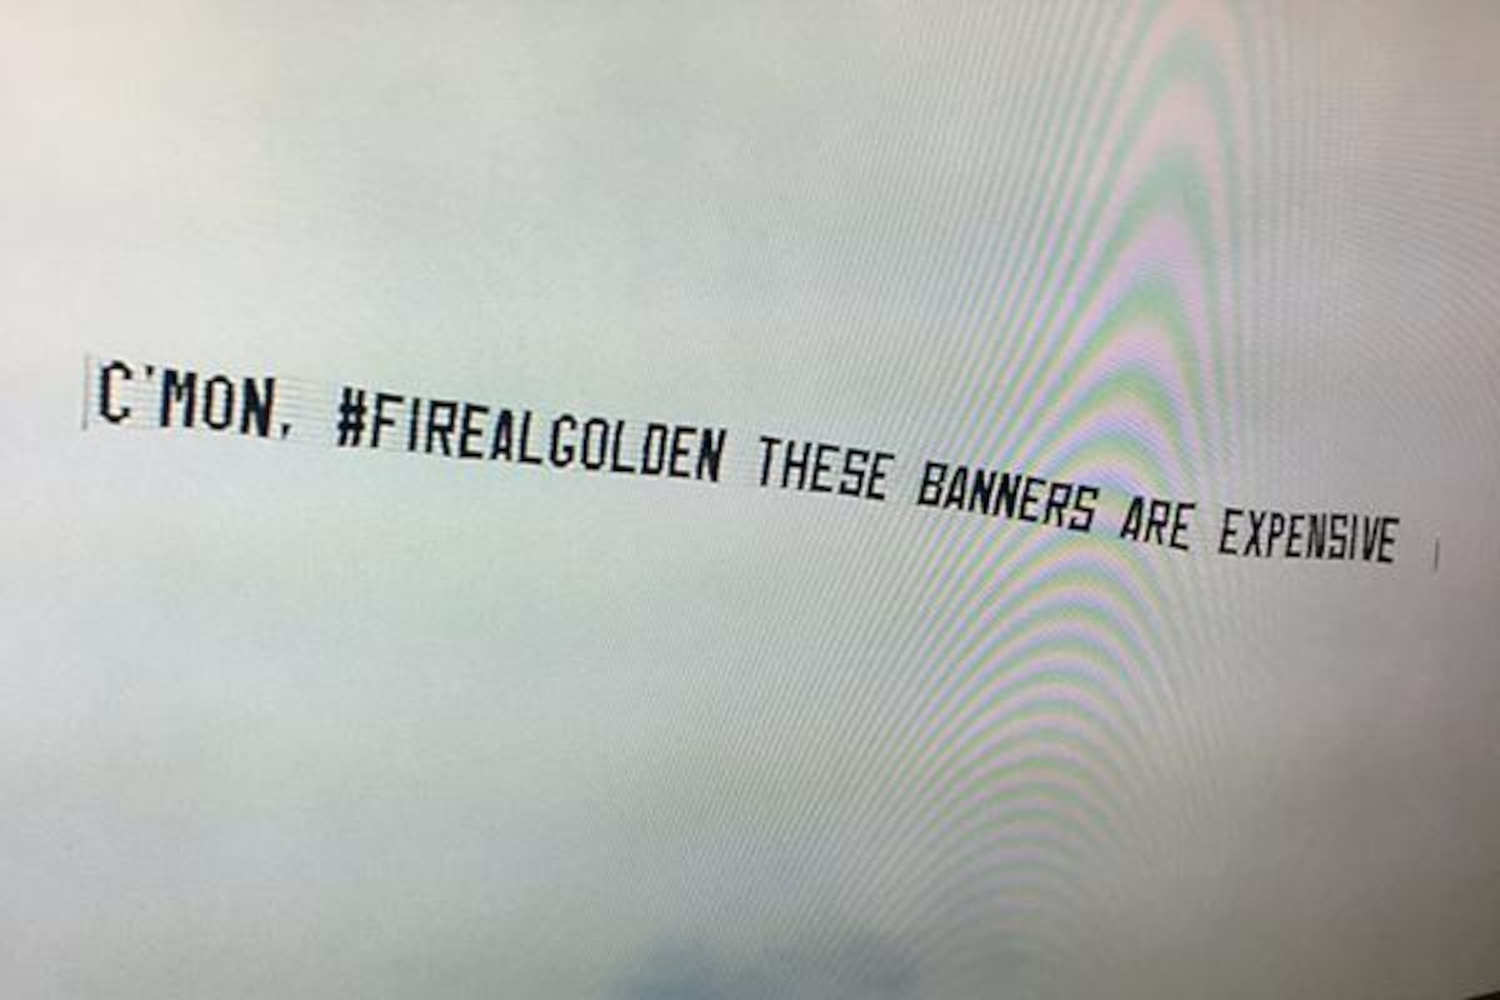 C'MON, #FIREALGOLDEN THESE BANNERS ARE EXPENSIVE